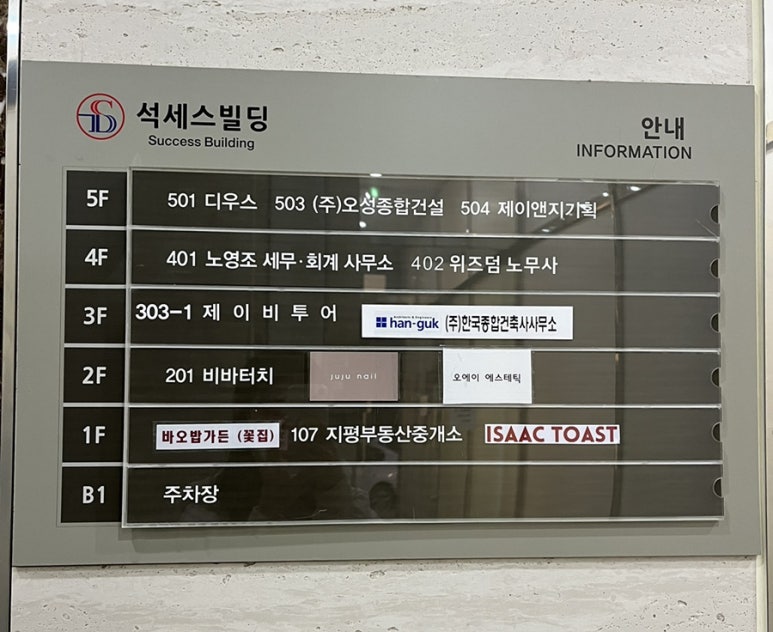 석세스빌딩
Success Building
안내
INFORMATION
5F 501 디우스 503 (주)오성종합건설 504 제이앤지기획
4F 401 노영조 세무·회계 사무소 402 위즈덤 노무사
3F 303-1 제 이 비 투 어 han-guk (주)한국종합건축사사무소
2F 201 비바터치 juju nail 오에이 에스테틱
1F 바오밥가든 (꽃집) 107 지평부동산중개소 ISAAC TOAST
B1 주차장